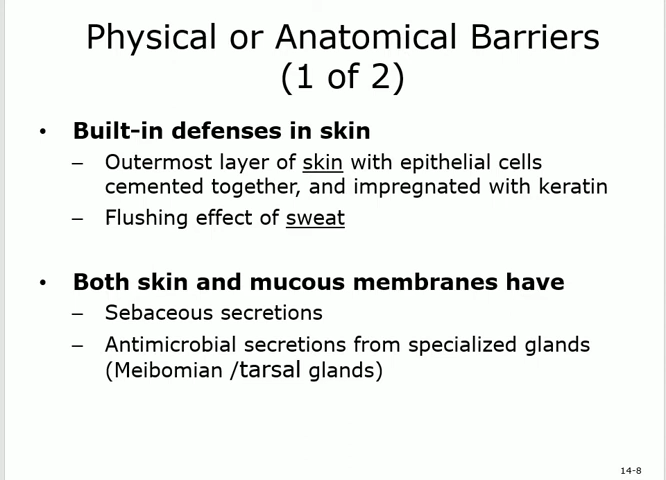 Physical or Anatomical Barriers
(1 of 2)
• Built-in defenses in skin
– Outermost layer of skin with epithelial cells
cemented together, and impregnated with keratin
– Flushing effect of sweat
• Both skin and mucous membranes have
– Sebaceous secretions
– Antimicrobial secretions from specialized glands
(Meibomian /tarsal glands)
14-8